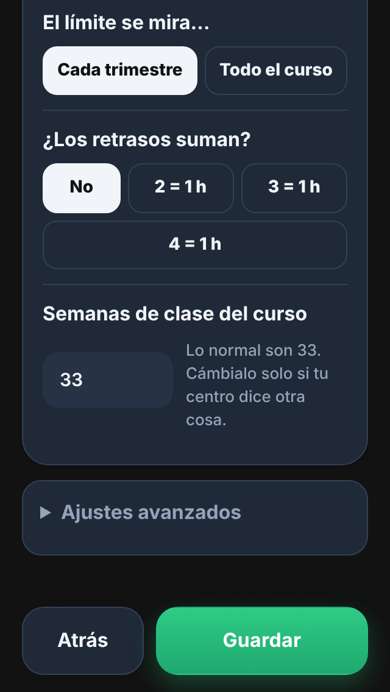 El límite se mira...
Cada trimestre
Todo el curso
¿Los retrasos suman?
No
2 = 1 h
3 = 1 h
4 = 1 h
Semanas de clase del curso
33
Lo normal son 33.
Cámbialo solo si tu
centro dice otra
cosa.
Ajustes avanzados
Atrás
Guardar